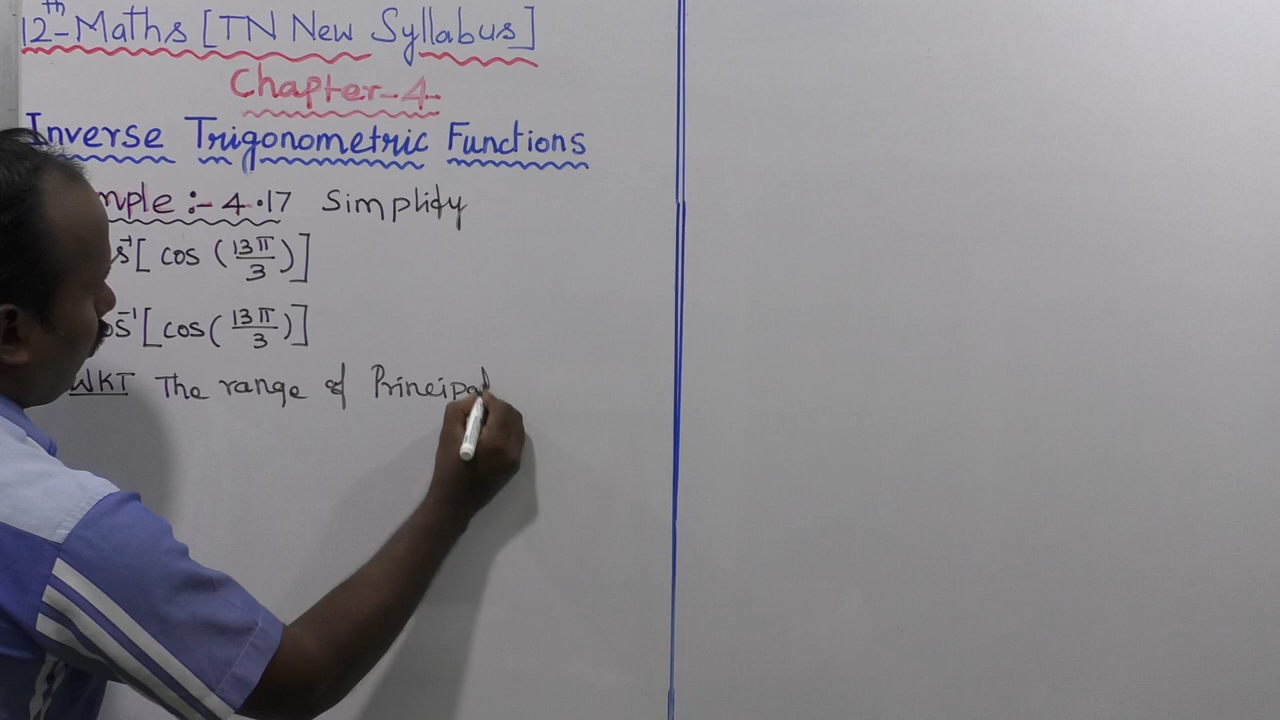 12th-Maths [TN New Syllabus]
Chapter-4-
Inverse Trigonometric Functions
mple :- 4.17 Simplify
s⁻¹[cos (13π/3)]
os⁻¹[cos(13π/3)]
WKT The range of Principal